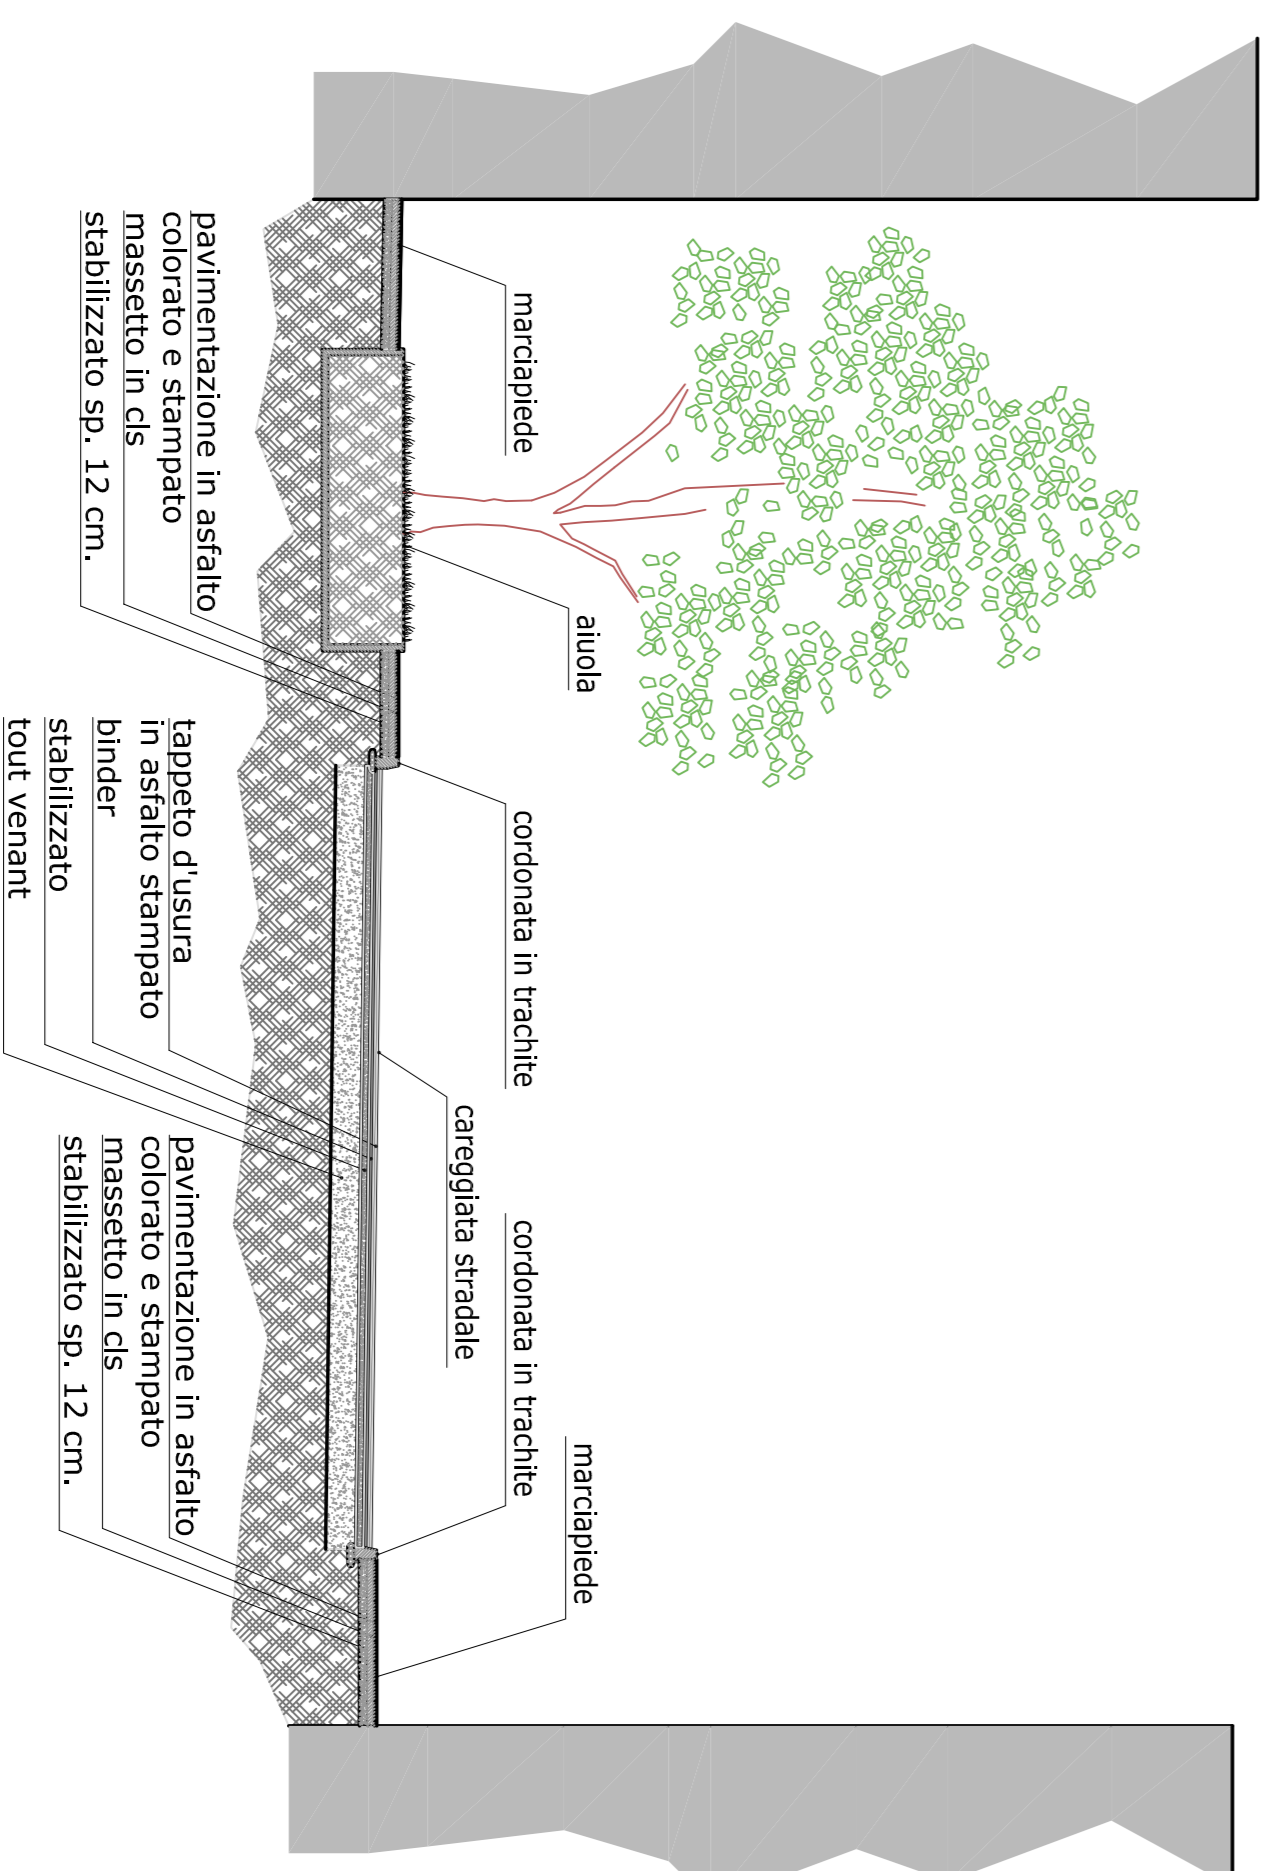 marciapiede
aiuola
cordonata in trachite
careggiata stradale
cordonata in trachite
marciapiede
pavimentazione in asfalto
colorato e stampato
massetto in cls
stabilizzato sp. 12 cm.
tappeto d'usura
in asfalto stampato
binder
stabilizzato
tout venant
pavimentazione in asfalto
colorato e stampato
massetto in cls
stabilizzato sp. 12 cm.